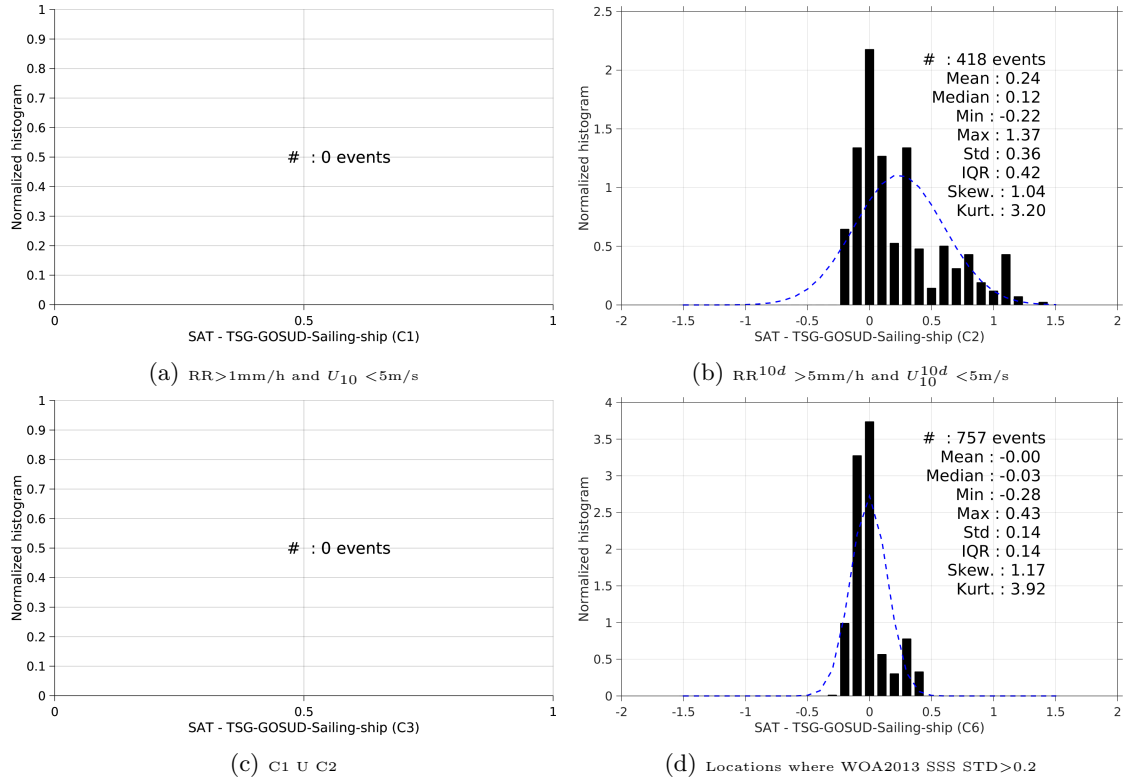 1
0.9
0.8
0.7
0.6
0.5
0.4
0.3
0.2
0.1
0
Normalized histogram
# : 0 events
0 0.5 1
SAT - TSG-GOSUD-Sailing-ship (C1)
(a) RR>1mm/h and U10 <5m/s
2.5
2
1.5
1
0.5
0
Normalized histogram
# : 418 events
Mean : 0.24
Median : 0.12
Min : -0.22
Max : 1.37
Std : 0.36
IQR : 0.42
Skew. : 1.04
Kurt. : 3.20
-2 -1.5 -1 -0.5 0 0.5 1 1.5 2
SAT - TSG-GOSUD-Sailing-ship (C2)
(b) RR10d >5mm/h and U10d10 <5m/s
1
0.9
0.8
0.7
0.6
0.5
0.4
0.3
0.2
0.1
0
Normalized histogram
# : 0 events
0 0.5 1
SAT - TSG-GOSUD-Sailing-ship (C3)
(c) C1 U C2
4
3.5
3
2.5
2
1.5
1
0.5
0
Normalized histogram
# : 757 events
Mean : -0.00
Median : -0.03
Min : -0.28
Max : 0.43
Std : 0.14
IQR : 0.14
Skew. : 1.17
Kurt. : 3.92
-2 -1.5 -1 -0.5 0 0.5 1 1.5 2
SAT - TSG-GOSUD-Sailing-ship (C6)
(d) Locations where WOA2013 SSS STD>0.2